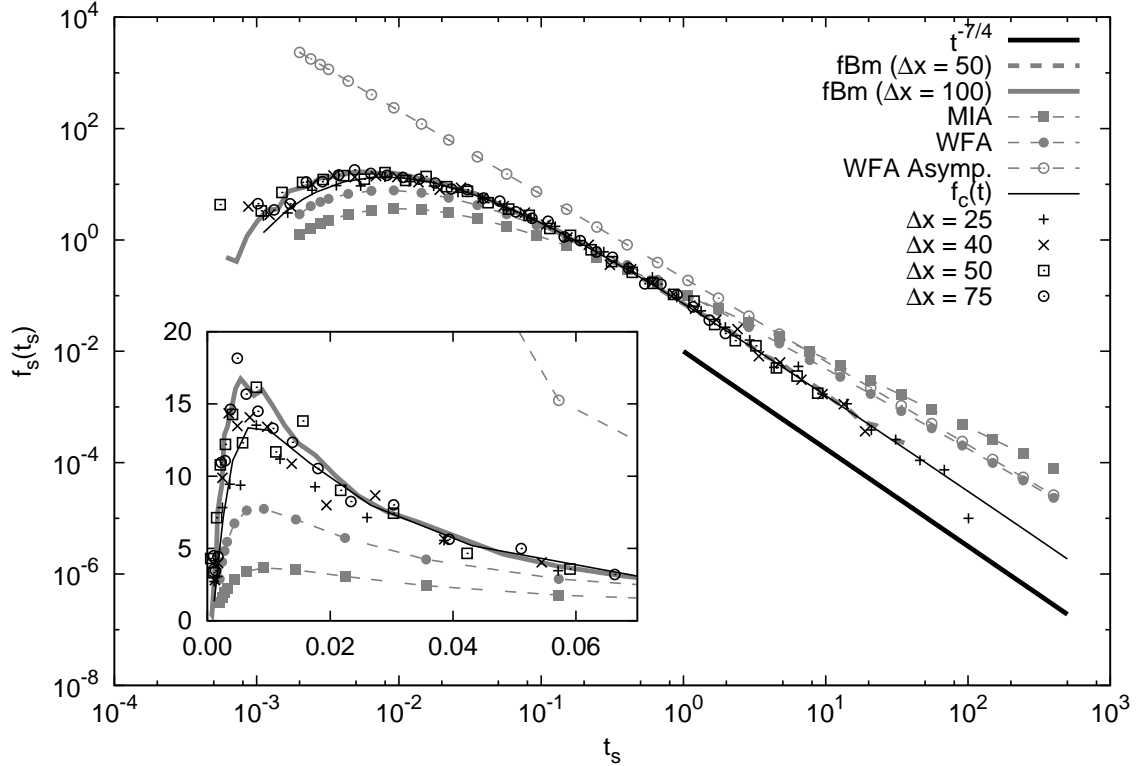 10^4
10^2
10^0
10^-2
10^-4
10^-6
10^-8
f_s(t_s)
t^-7/4
fBm (Δx = 50)
fBm (Δx = 100)
MIA
WFA
WFA Asymp.
f_c(t)
Δx = 25
Δx = 40
Δx = 50
Δx = 75
20
15
10
5
0
0.00 0.02 0.04 0.06
10^-4 10^-3 10^-2 10^-1 10^0 10^1 10^2 10^3
t_s